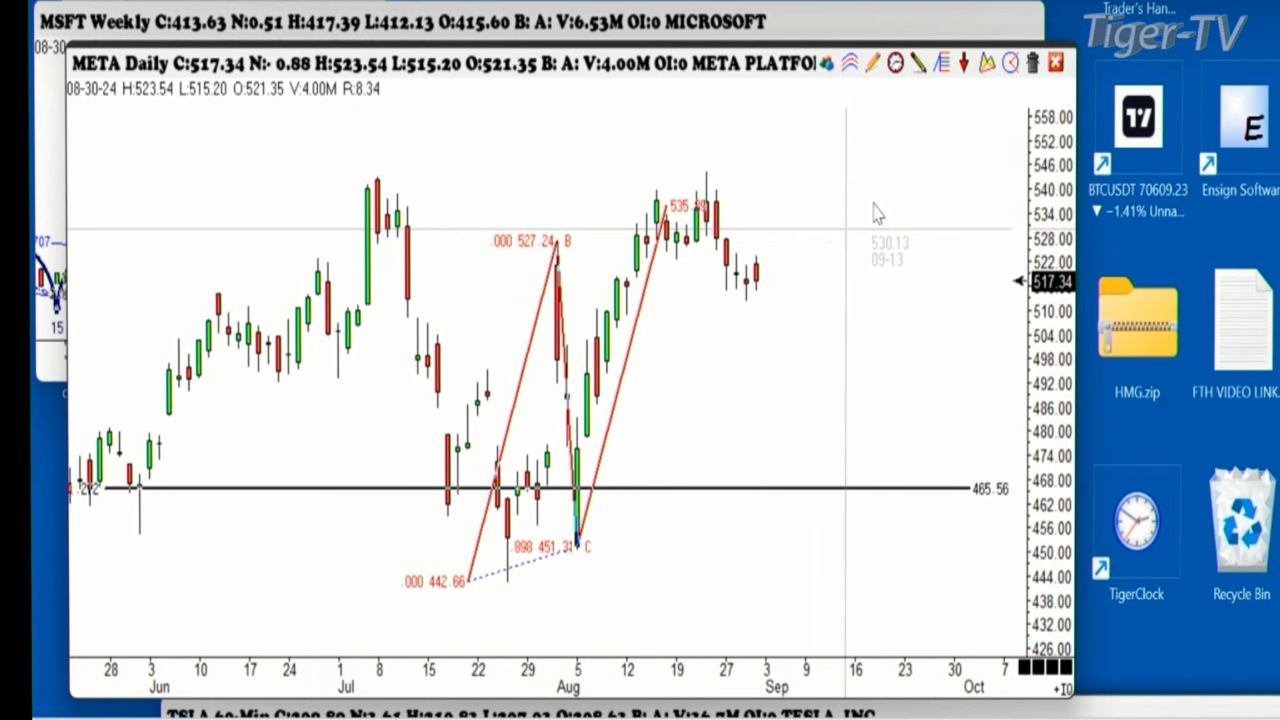 MSFT Weekly C:413.63 N:0.51 H:417.39 L:412.13 O:415.60 B: A: V:6.53M OI:0 MICROSOFT
Trader's Han...
Tiger-TV
08-30
META Daily C:517.34 N:- 0.88 H:523.54 L:515.20 O:521.35 B: A: V:4.00M OI:0 META PLATFO
08-30-24 H:523.54 L:515.20 O:521.35 V:4.00M R:8.34
558.00
552.00
546.00
540.00
534.00
528.00
522.00
517.34
510.00
504.00
498.00
492.00
486.00
480.00
474.00
468.00
462.00
456.00
450.00
444.00
438.00
432.00
426.00
.000 527.24 B
530.13
09-13
465.56
.898 451.31 C
.000 442.66
15
28 3 10 17 24 1 8 15 22 29 5 12 19 27 3 9 16 23 30 7
Jun Jul Aug Sep Oct
BTCUSDT 70609.23
▼ −1.41% Unna...
E
Ensign Softwar
HMG.zip
FTH VIDEO LINK.
TigerClock
Recycle Bin